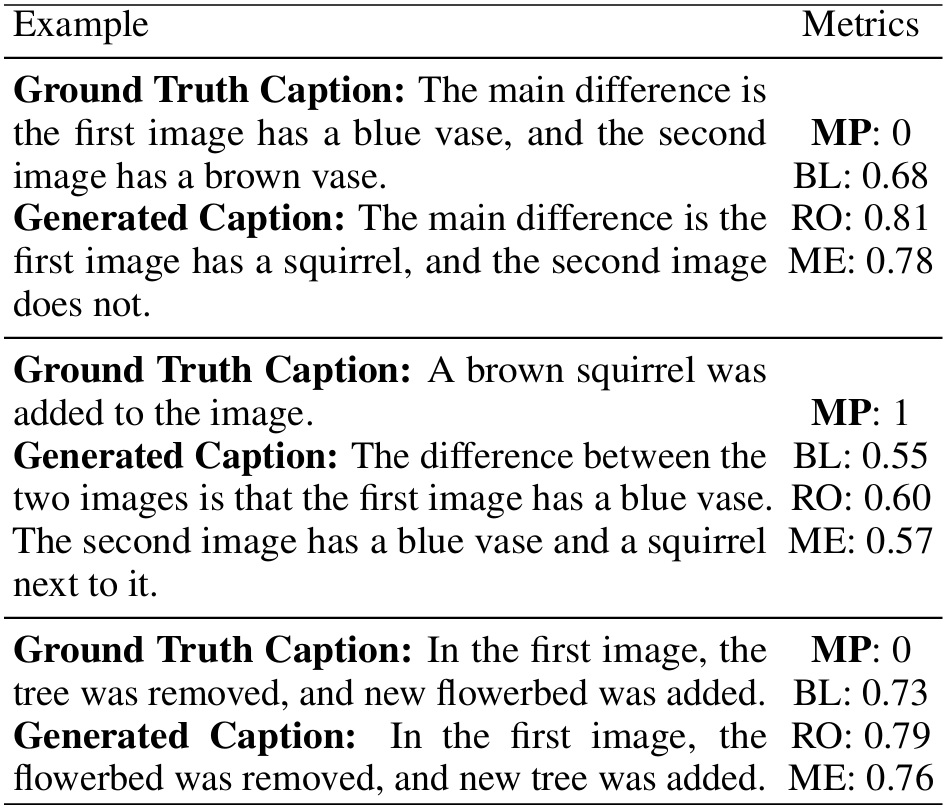 Example Metrics
Ground Truth Caption: The main difference is
the first image has a blue vase, and the second MP: 0
image has a brown vase. BL: 0.68
Generated Caption: The main difference is the RO: 0.81
first image has a squirrel, and the second image ME: 0.78
does not.
Ground Truth Caption: A brown squirrel was
added to the image. MP: 1
Generated Caption: The difference between the BL: 0.55
two images is that the first image has a blue vase. RO: 0.60
The second image has a blue vase and a squirrel ME: 0.57
next to it.
Ground Truth Caption: In the first image, the MP: 0
tree was removed, and new flowerbed was added. BL: 0.73
Generated Caption: In the first image, the RO: 0.79
flowerbed was removed, and new tree was added. ME: 0.76